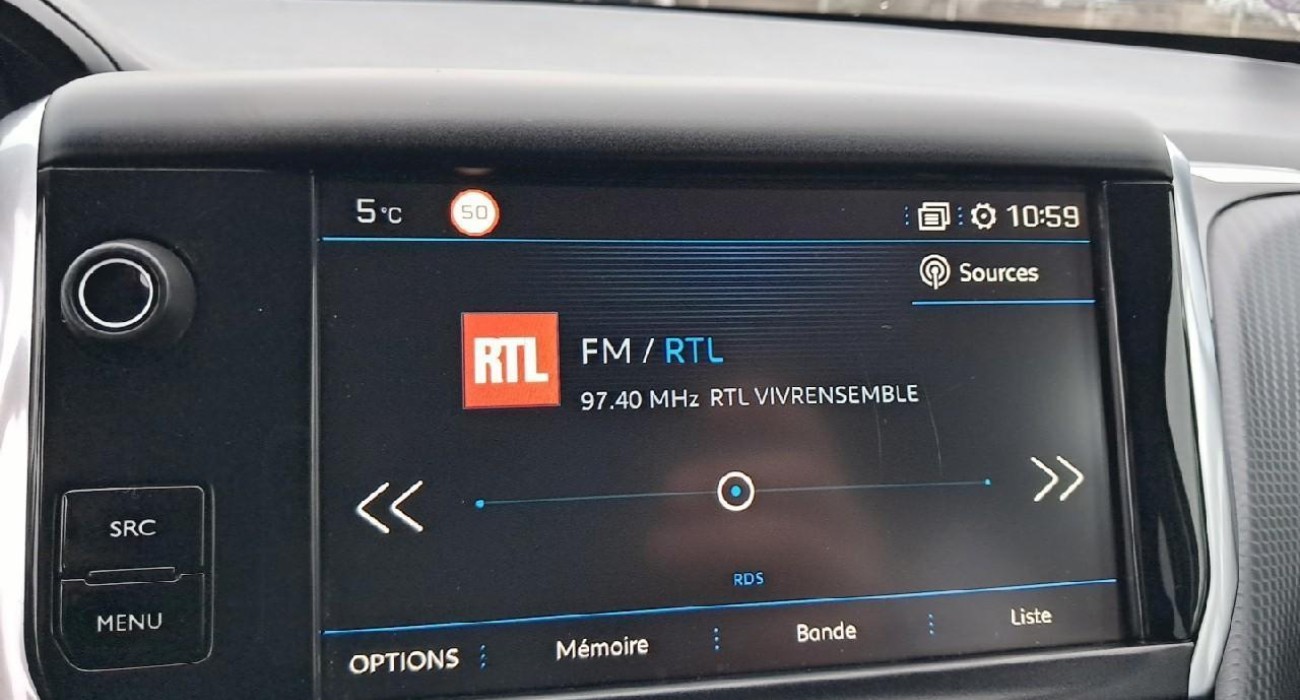 5°C 50 10:59
Sources
RTL
FM / RTL
97.40 MHz RTL VIVRENSEMBLE
SRC
RDS
MENU
OPTIONS Mémoire Bande Liste